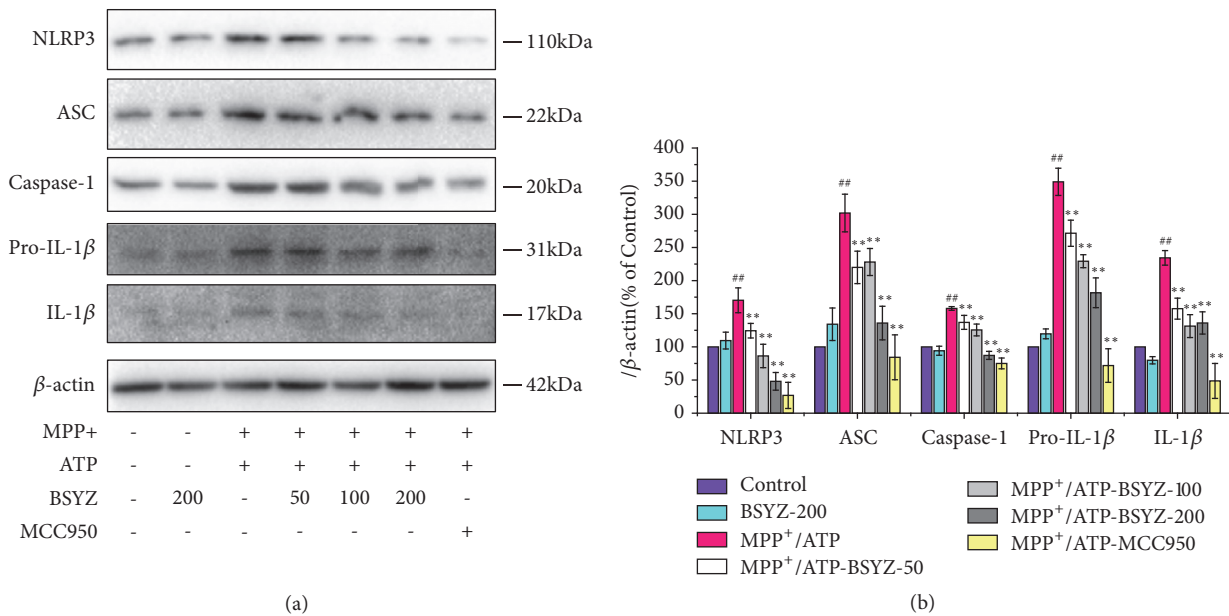 NLRP3 110kDa
ASC 22kDa
Caspase-1 20kDa
Pro-IL-1β 31kDa
IL-1β 17kDa
β-actin 42kDa
MPP+ - - + + + + +
ATP - - + + + + +
BSYZ - 200 - 50 100 200 -
MCC950 - - - - - - +
(a)
/β-actin(% of Control)
400
350
300
250
200
150
100
50
0
##
**
**
**
**
##
**
**
**
**
##
**
**
**
**
##
**
**
**
**
##
**
**
**
**
NLRP3 ASC Caspase-1 Pro-IL-1β IL-1β
Control
BSYZ-200
MPP⁺/ATP
MPP⁺/ATP-BSYZ-50
MPP⁺/ATP-BSYZ-100
MPP⁺/ATP-BSYZ-200
MPP⁺/ATP-MCC950
(b)